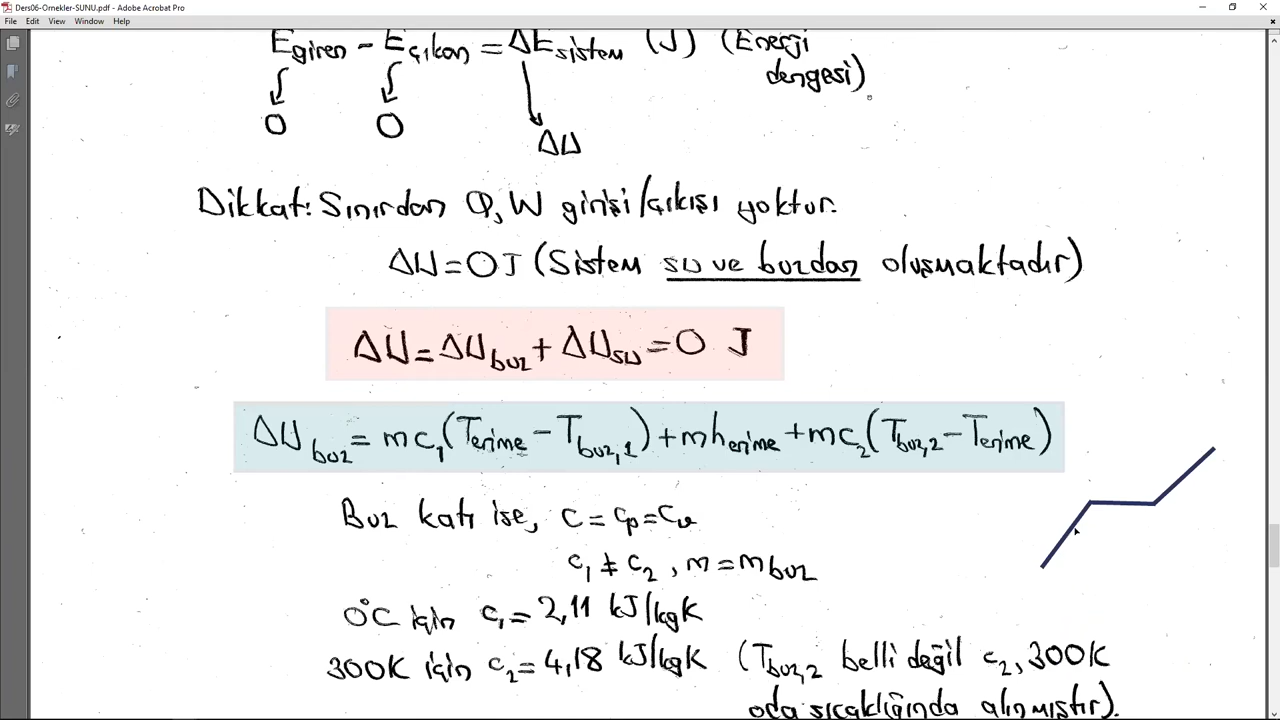 Ders06-Ornekler-SUNU.pdf - Adobe Acrobat Pro
File Edit View Window Help
Egiren - Eçıkan = ΔEsistem (J) (Enerji dengesi)
0 0 ΔU
Dikkat: Sınırdan Q, W girişi/çıkışı yoktur.
ΔU = 0 J (Sistem su ve buzdan oluşmaktadır)
ΔU = ΔUbuz + ΔUsu = 0 J
ΔUbuz = mc1(Terime - Tbuz,1) + mherime + mc2(Tbuz,2 - Terime)
Buz katı ise, c = cp = cv
c1 ≠ c2, m = mbuz
0°C için c1 = 2,11 kJ/kgK
300K için c2 = 4,18 kJ/kgK (Tbuz,2 belli değil c2, 300K
oda sıcaklığında alınmıştır).